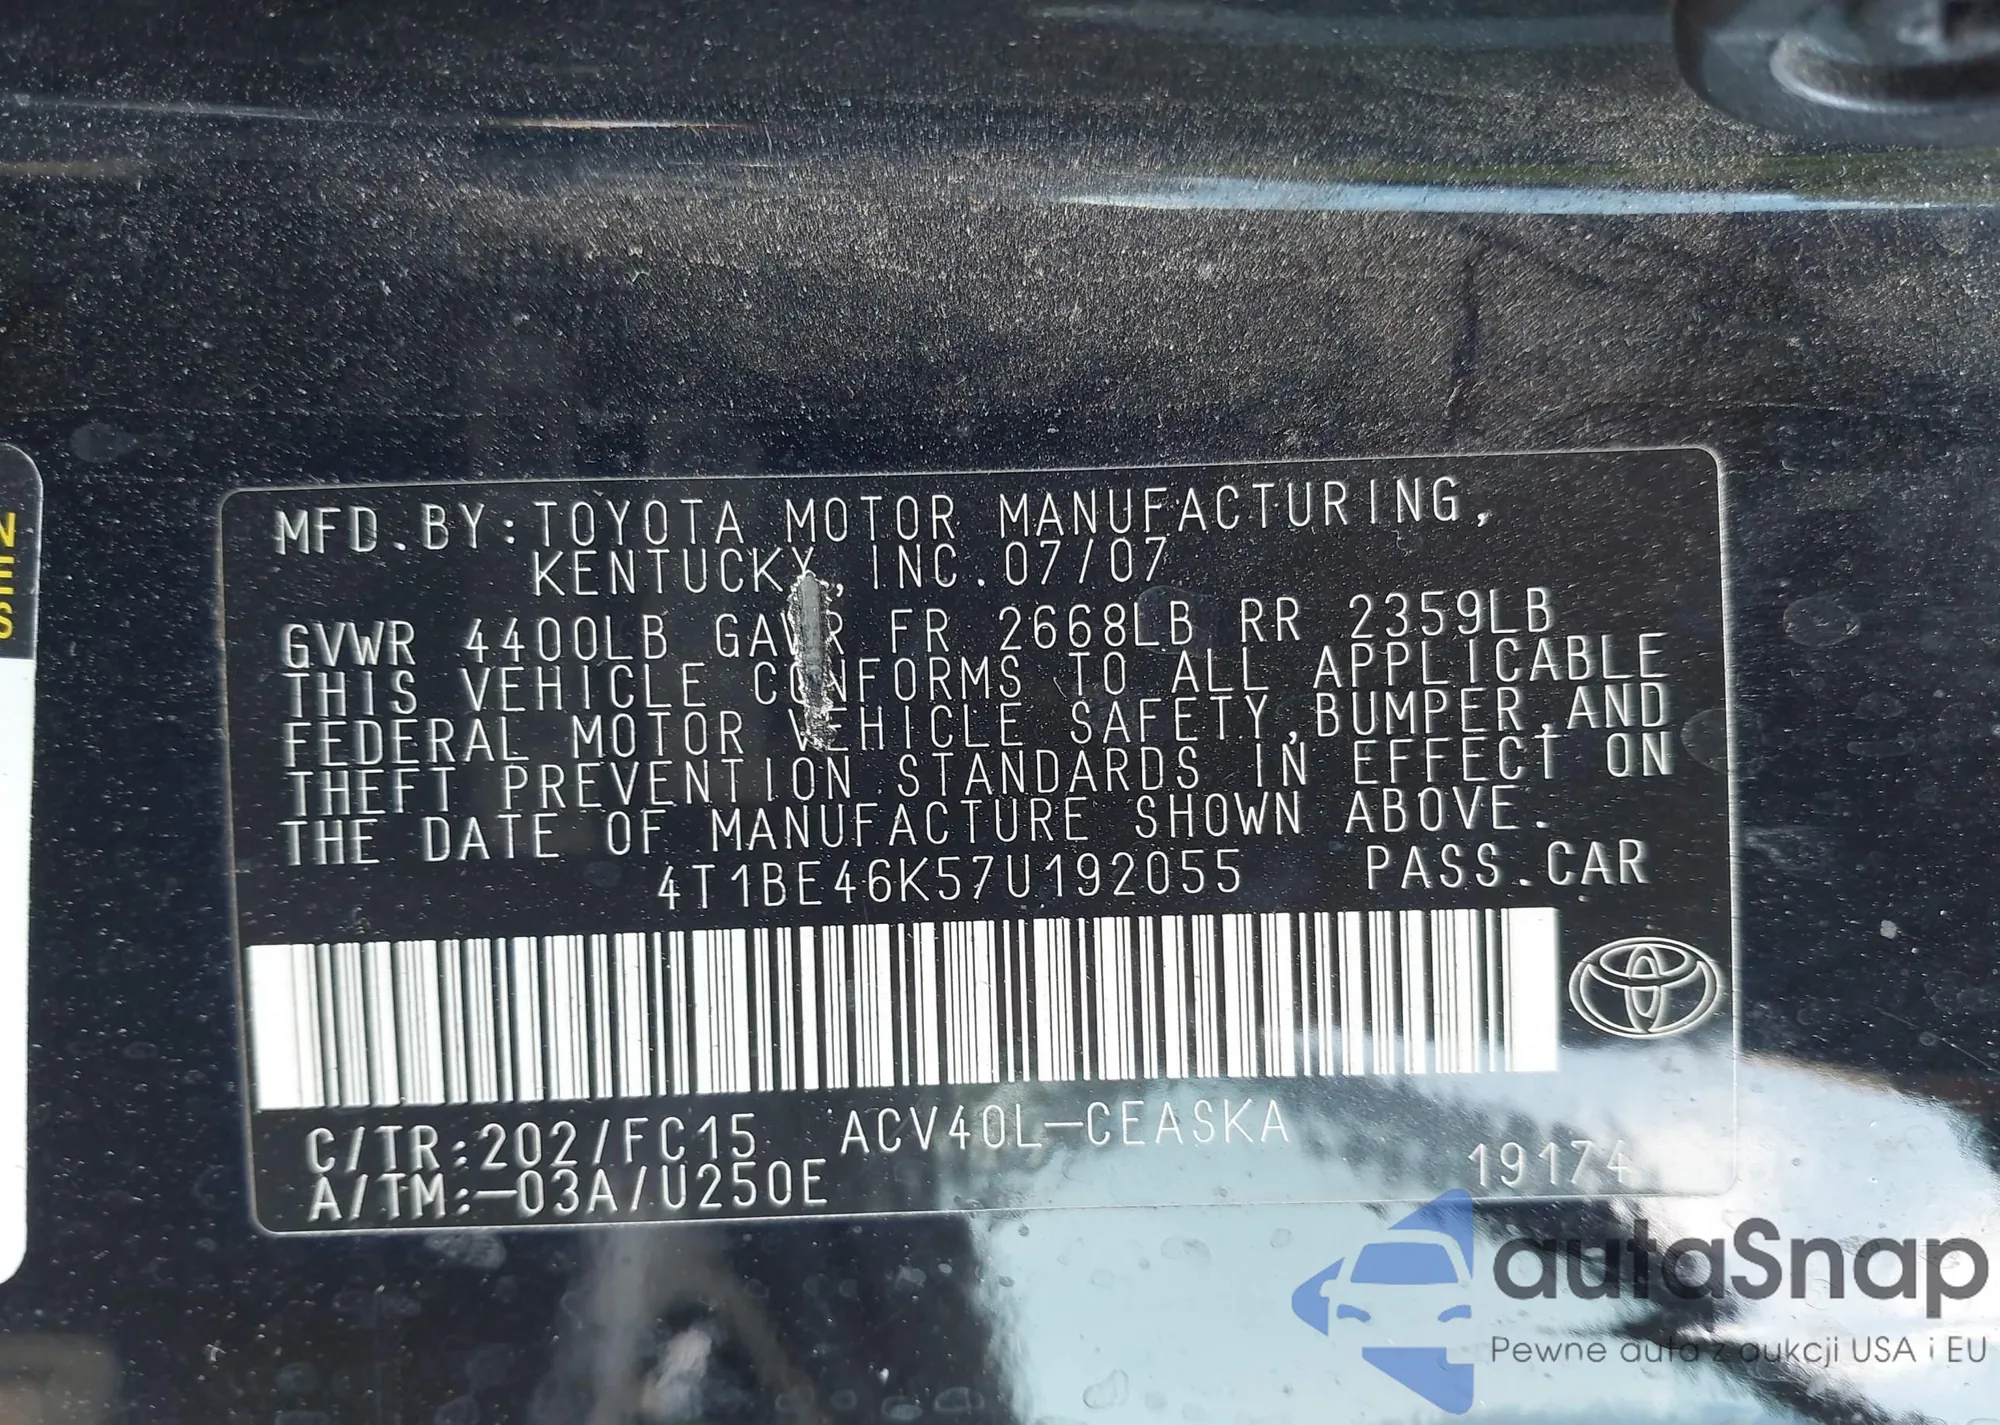 MFD.BY:TOYOTA MOTOR MANUFACTURING,
KENTUCKY, INC.07/07
GVWR 4400LB GAWR FR 2668LB RR 2359LB
THIS VEHICLE CONFORMS TO ALL APPLICABLE
FEDERAL MOTOR VEHICLE SAFETY,BUMPER,AND
THEFT PREVENTION STANDARDS IN EFFECT ON
THE DATE OF MANUFACTURE SHOWN ABOVE.
4T1BE46K57U192055 PASS.CAR
C/TR:202/FC15 ACV40L-CEASKA
A/TM:-03A/U250E 19174
autaSnap
Pewne auta z aukcji USA i EU